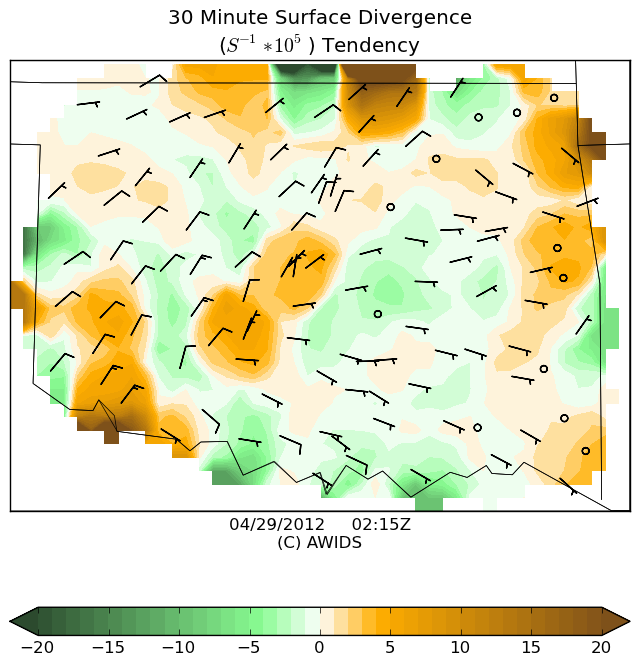 30 Minute Surface Divergence
(S⁻¹ * 10⁵ ) Tendency
04/29/2012 02:15Z
(C) AWIDS
−20 −15 −10 −5 0 5 10 15 20